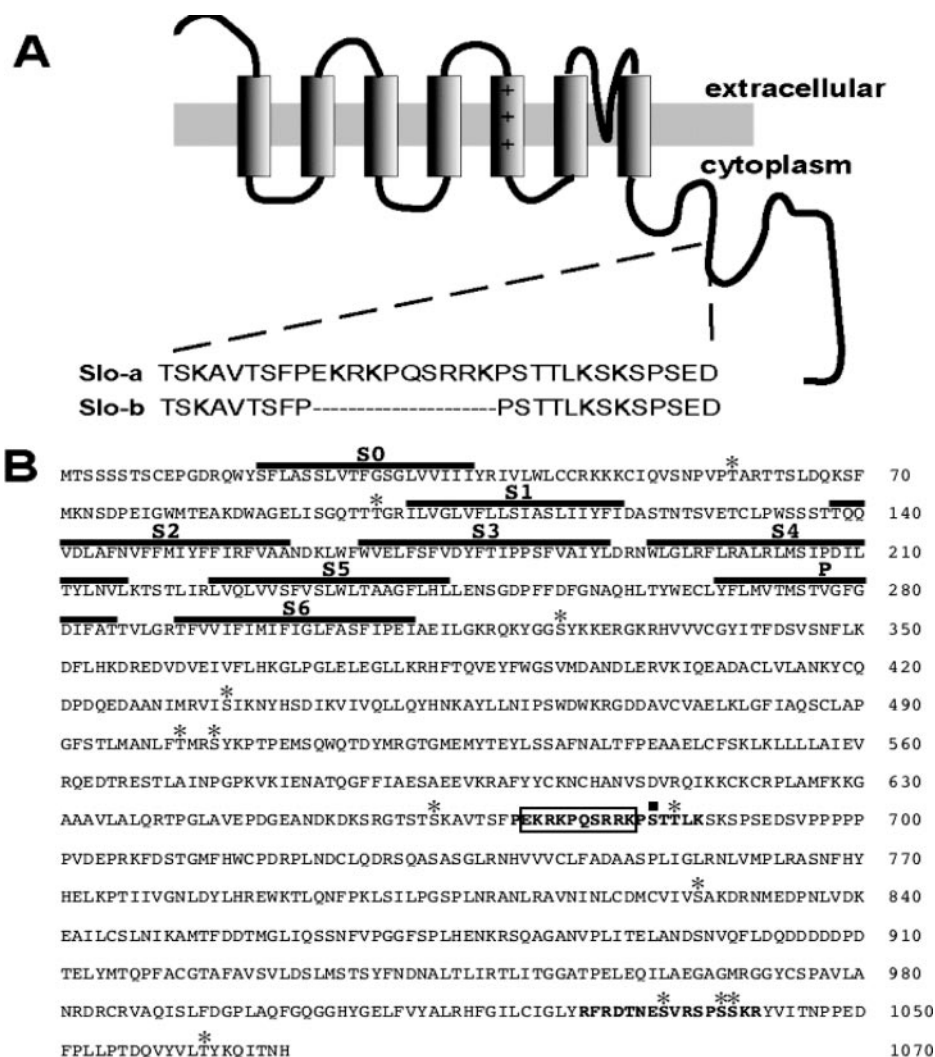 A
+
+
+
extracellular
cytoplasm
Slo-a TSKAVTSFPEKRKPQSRRKPSTTLKSKSPSED
Slo-b TSKAVTSFP---------------------PSTTLKSKSPSED
B
S0 *
MTSSSSTSCEPGDRQWYSFLASSLVTFGSGLVVIIIYRIVLWLCCRKKKCIQVSNPVPTARTTSLDQKSF 70
* S1
MKNSDPEIGWMTEAKDWAGELISGQTTTGRILVGLVFLLSIASLIIYFIDASTNTSVETCLPWSSSTTQQ 140
S2 S3 S4
VDLAFNVFFMIYFFIRFVAANDKLWFWVELFSFVDYFTIPPSFVAIYLDRNWLGLRFLRALRLMSIPDIL 210
S5 P
TYLNVLKTSTLIRLVQLVVSFVSLWLTAAGFLHLLENSGDPFFDFGNAQHLTYWECLYFLMVTMSTVGFG 280
S6 *
DIFATTVLGRTFVVIFIMIFIGLFASFIPEIAEILGKRQKYGGSYKKERGKRHVVVCGYITFDSVSNFLK 350
DFLHKDREDVDVEIVFLHKGLPGLELEGLLKRHFTQVEYFWGSVMDANDLERVKIQEADACLVLANKYCQ 420
*
DPDQEDAANIMRVISIKNYHSDIKVIVQLLQYHNKAYLLNIPSWDWKRGDDAVCVAELKLGFIAQSCLAP 490
* *
GFSTLMANLFTMRSYKPTPEMSQWQTDYMRGTGMEMYTEYLSSAFNALTFPEAAELCFSKLKLLLLAIEV 560
RQEDTRESTLAINPGPKVKIENATQGFFIAESAEEVKRAFYYCKNCHANVSDVRQIKKCKCRPLAMFKKG 630
* ■ *
AAAVLALQRTPGLAVEPDGEANDKDKSRGTSTSKAVTSFPEKRKPQSRRKPSTTLKSKSPSEDSVPPPPP 700
PVDEPRKFDSTGMFHWCPDRPLNDCLQDRSQASASGLRNHVVVCLFADAASPLIGLRNLVMPLRASNFHY 770
*
HELKPTIIVGNLDYLHREWKTLQNFPKLSILPGSPLNRANLRAVNINLCDMCVIVSAKDRNMEDPNLVDK 840
EAILCSLNIKAMTFDDTMGLIQSSNFVPGGFSPLHENKRSQAGANVPLITELANDSNVQFLDQDDDDDPD 910
TELYMTQPFACGTAFAVSVLDSLMSTSYFNDNALTLIRTLITGGATPELEQILAEGAGMRGGYCSPAVLA 980
* **
NRDRCRVAQISLFDGPLAQFGQGGHYGELFVYALRHFGILCIGLYRFRDTNESVRSPSSKRYVITNPPED 1050
*
FPLLPTDQVYVLTYKQITNH 1070